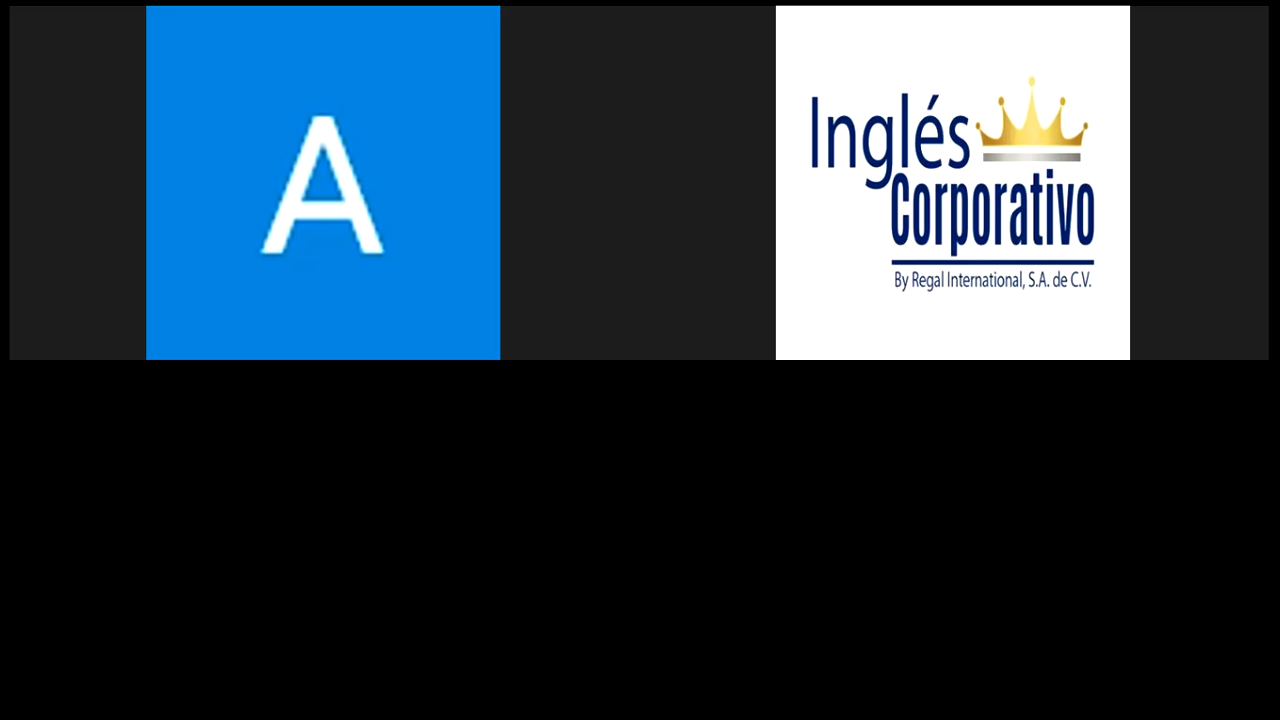 A
Inglés
Corporativo
By Regal International, S.A. de C.V.